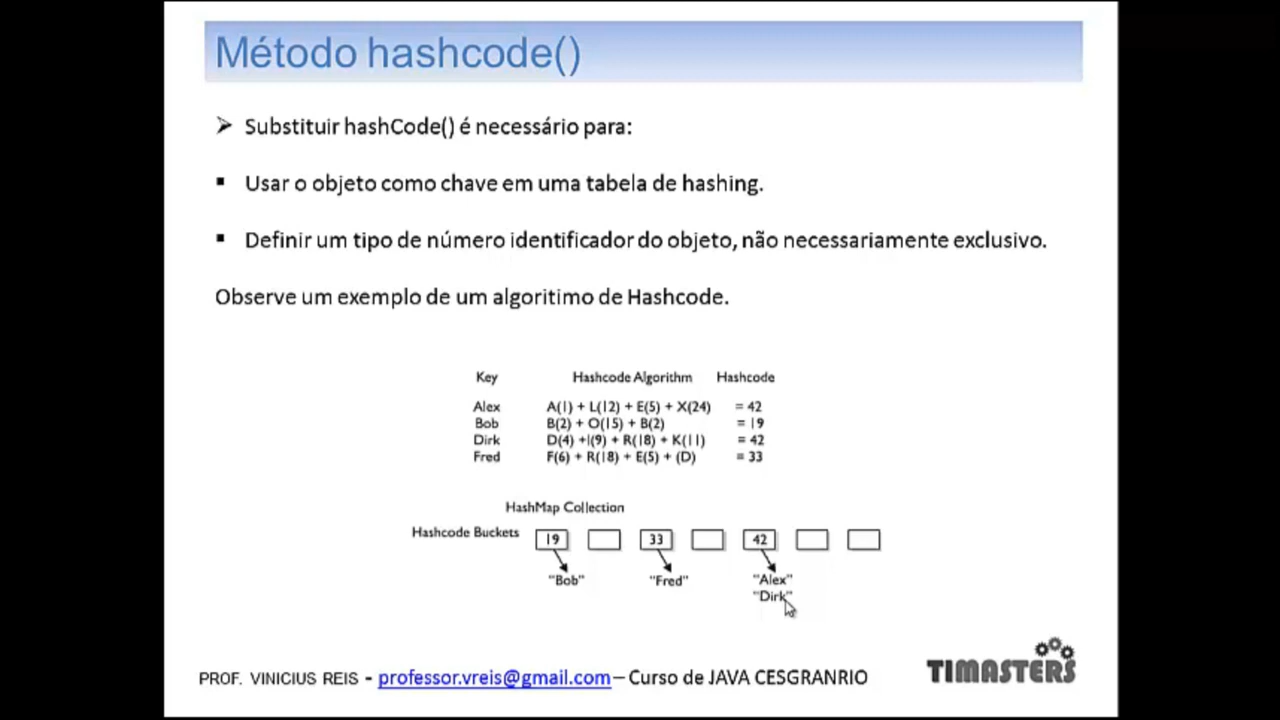 Método hashcode()
Substituir hashCode() é necessário para:
Usar o objeto como chave em uma tabela de hashing.
Definir um tipo de número identificador do objeto, não necessariamente exclusivo.
Observe um exemplo de um algoritimo de Hashcode.
Key Hashcode Algorithm Hashcode
Alex A(1) + L(12) + E(5) + X(24) = 42
Bob B(2) + O(15) + B(2) = 19
Dirk D(4) +I(9) + R(18) + K(11) = 42
Fred F(6) + R(18) + E(5) + (D) = 33
HashMap Collection
Hashcode Buckets 19 33 42
"Bob" "Fred" "Alex"
"Dirk"
PROF. VINICIUS REIS - professor.vreis@gmail.com – Curso de JAVA CESGRANRIO
TIMASTERS